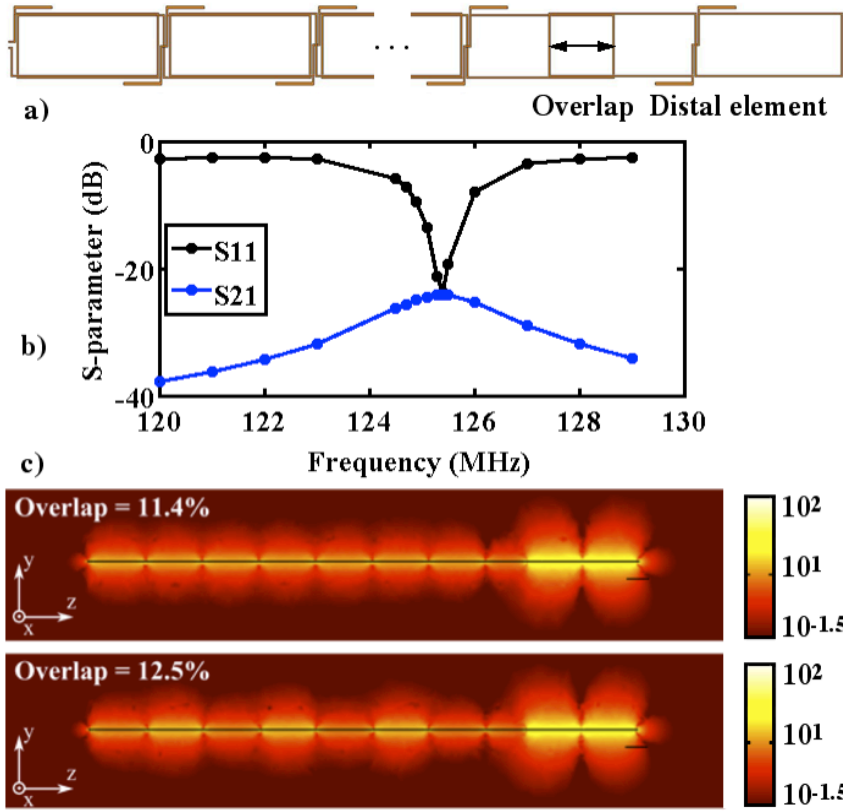 . . .
Overlap Distal element
a)
0
-20
-40
S-parameter (dB)
S11
S21
b)
120 122 124 126 128 130
Frequency (MHz)
c)
Overlap = 11.4%
y
z
x
10²
10¹
10⁻¹·⁵
Overlap = 12.5%
y
z
x
10²
10¹
10⁻¹·⁵